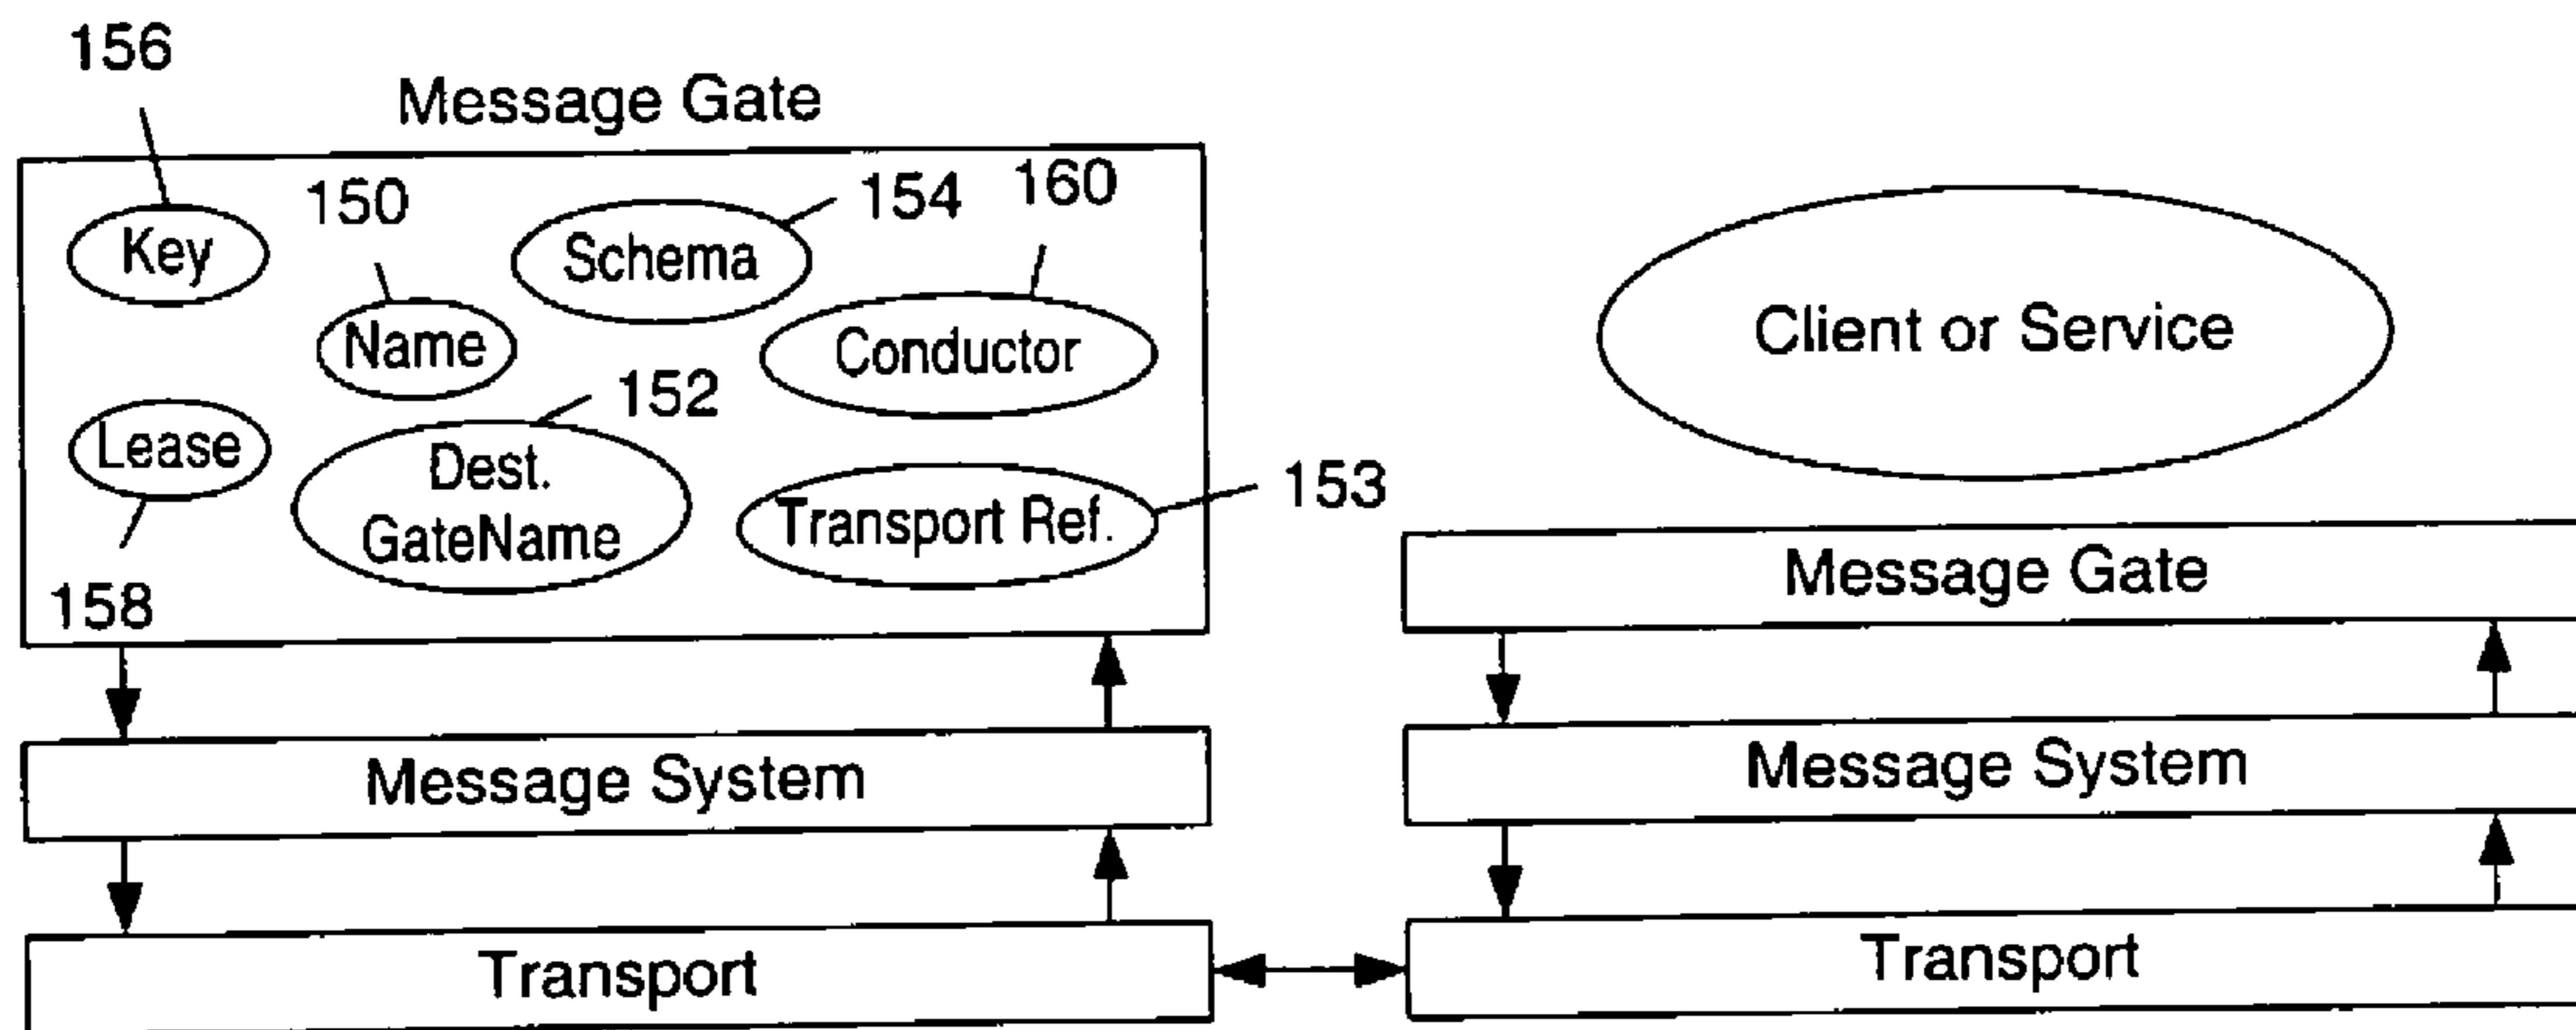 156
Message Gate
160
150
154
Key
Schema
Client or Service
Name
Conductor
152
Lease
Dest.
GateName
Transport Ref.
153
Message Gate
158
Message System
Message System
Transport
Transport